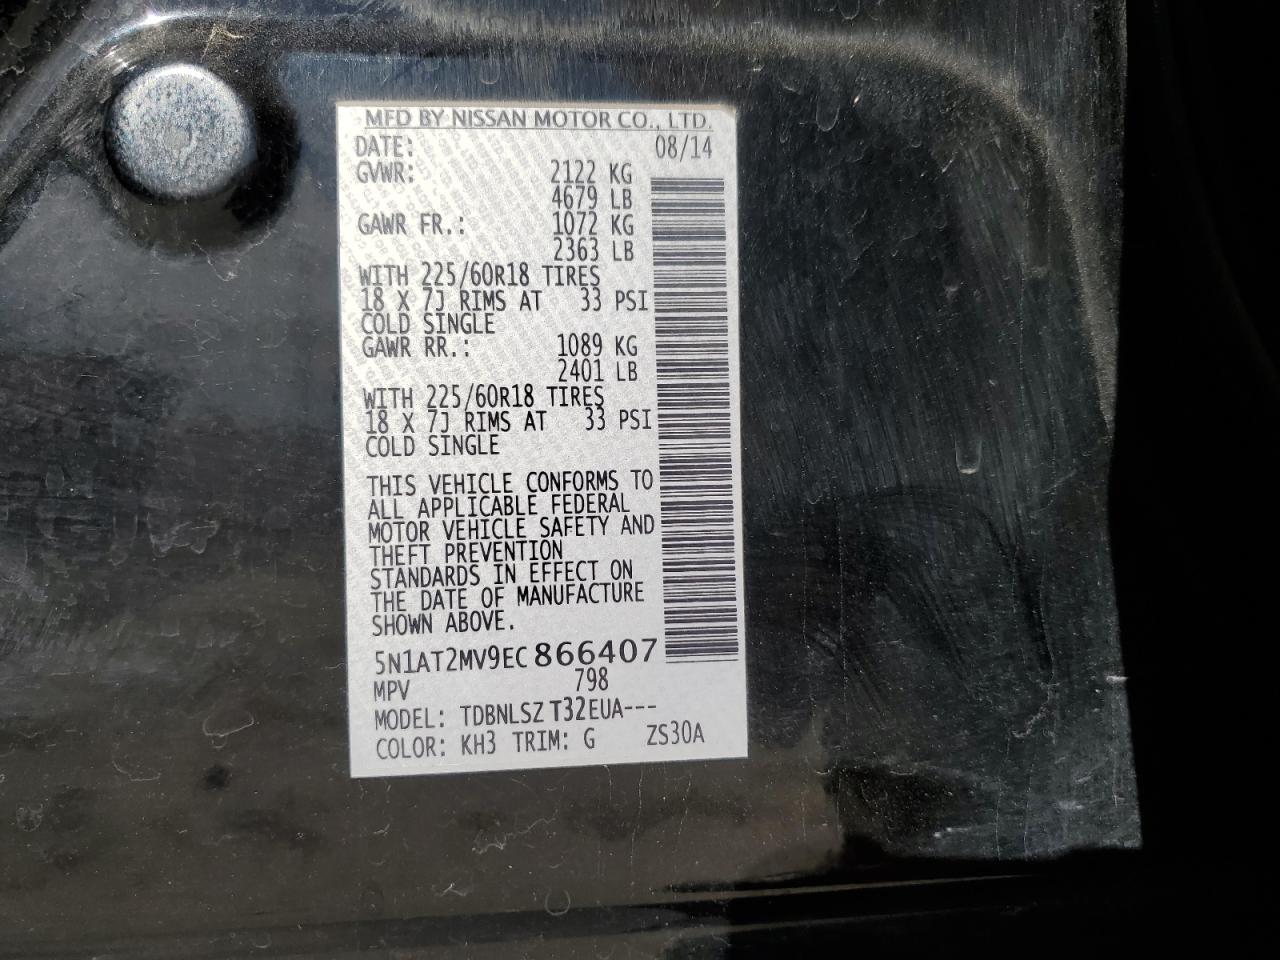 MFD BY NISSAN MOTOR CO., LTD.
DATE: 08/14
GVWR: 2122 KG
4679 LB
GAWR FR.: 1072 KG
2363 LB
WITH 225/60R18 TIRES
18 X 7J RIMS AT 33 PSI
COLD SINGLE
GAWR RR.: 1089 KG
2401 LB
WITH 225/60R18 TIRES
18 X 7J RIMS AT 33 PSI
COLD SINGLE
THIS VEHICLE CONFORMS TO
ALL APPLICABLE FEDERAL
MOTOR VEHICLE SAFETY AND
THEFT PREVENTION
STANDARDS IN EFFECT ON
THE DATE OF MANUFACTURE
SHOWN ABOVE.
5N1AT2MV9EC866407
MPV 798
MODEL: TDBNLSZ T32EUA---
COLOR: KH3 TRIM: G ZS30A